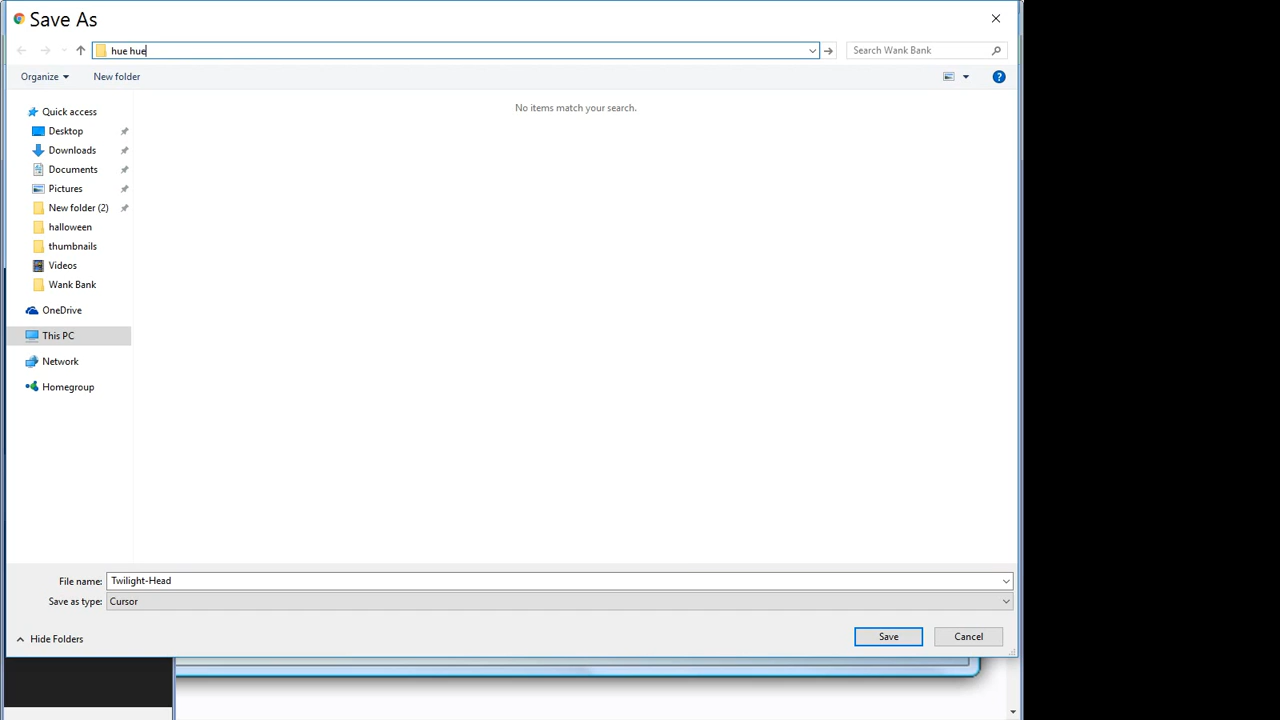 Save As
hue hue
Search Wank Bank
Organize
New folder
?
Quick access
No items match your search.
Desktop
Downloads
Documents
Pictures
New folder (2)
halloween
thumbnails
Videos
Wank Bank
OneDrive
This PC
Network
Homegroup
File name: Twilight-Head
Save as type: Cursor
Hide Folders
Save
Cancel